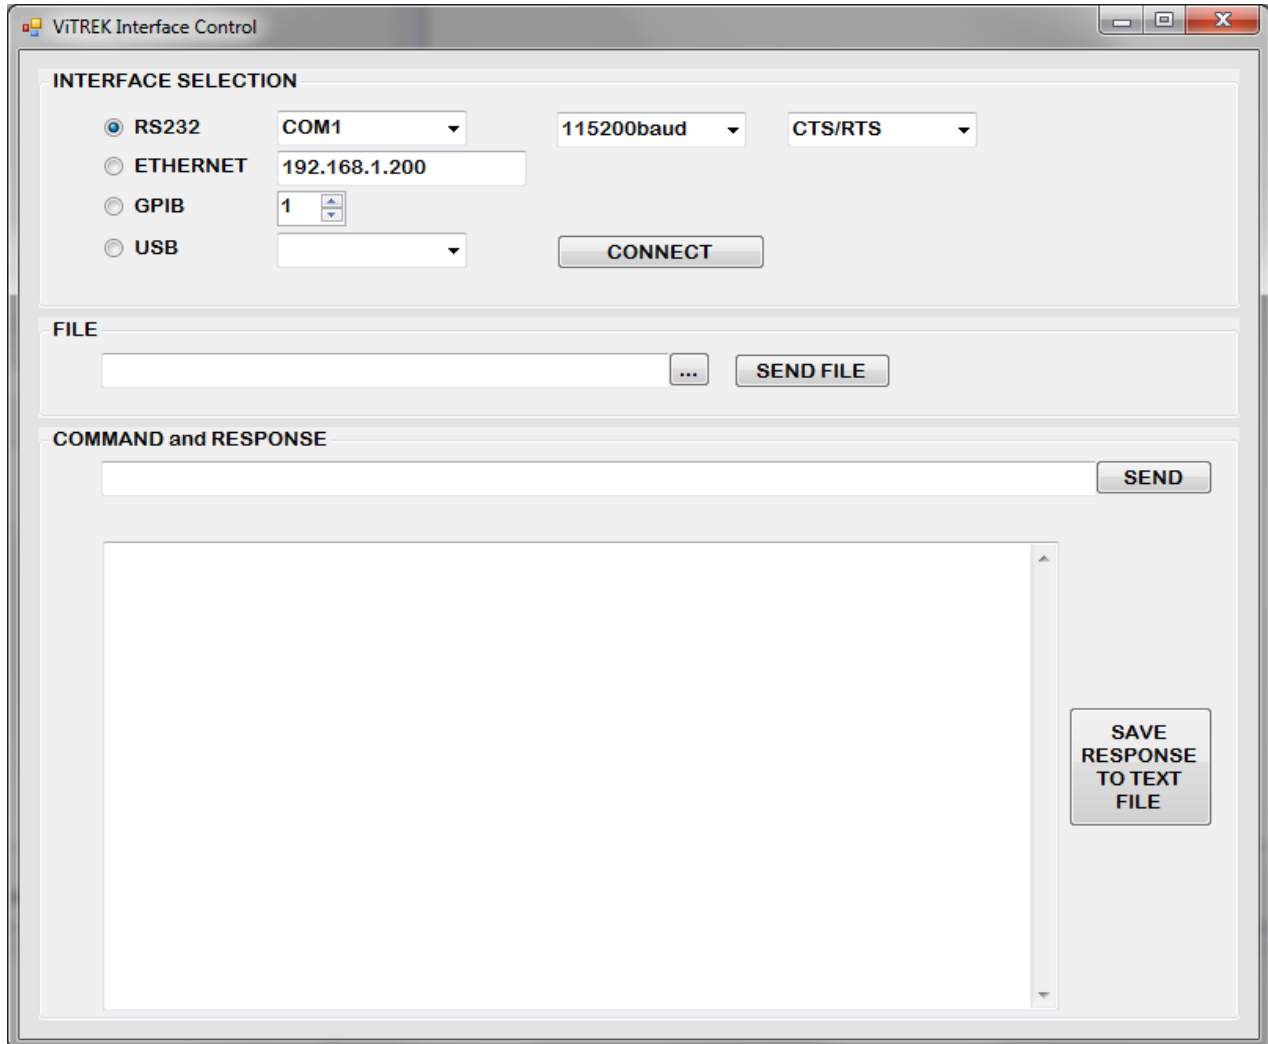 ViTREK Interface Control
INTERFACE SELECTION
RS232 COM1 115200baud CTS/RTS
ETHERNET 192.168.1.200
GPIB 1
USB CONNECT
FILE
... SEND FILE
COMMAND and RESPONSE
SEND
SAVE
RESPONSE
TO TEXT
FILE